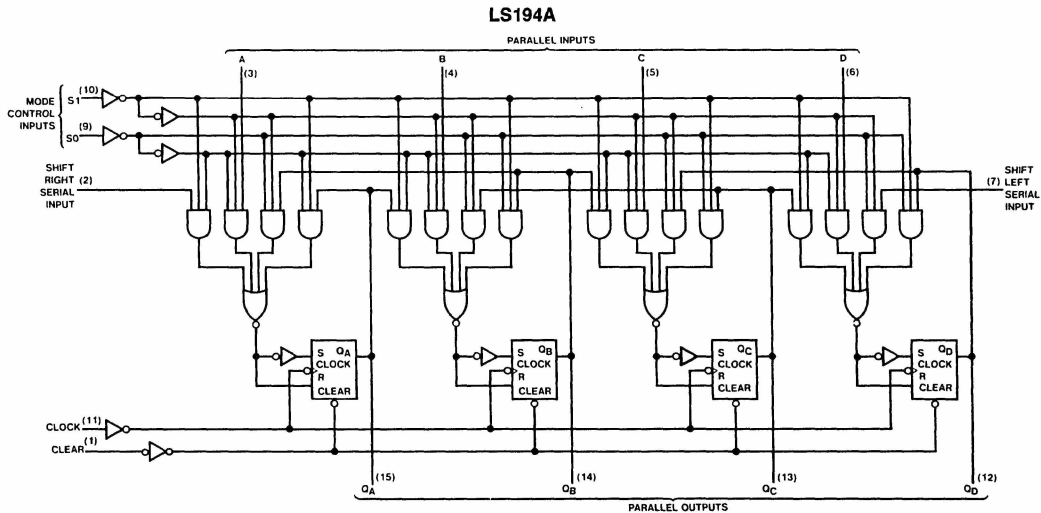 LS194A
PARALLEL INPUTS
A B C D
(3) (4) (5) (6)
MODE
CONTROL
INPUTS
S1 (10)
S0 (9)
SHIFT
RIGHT (2)
SERIAL
INPUT
SHIFT
(7) LEFT
SERIAL
INPUT
S QA
CLOCK
R
CLEAR
S QB
CLOCK
R
CLEAR
S QC
CLOCK
R
CLEAR
S QD
CLOCK
R
CLEAR
CLOCK (11)
CLEAR (1)
QA (15) QB (14) QC (13) QD (12)
PARALLEL OUTPUTS